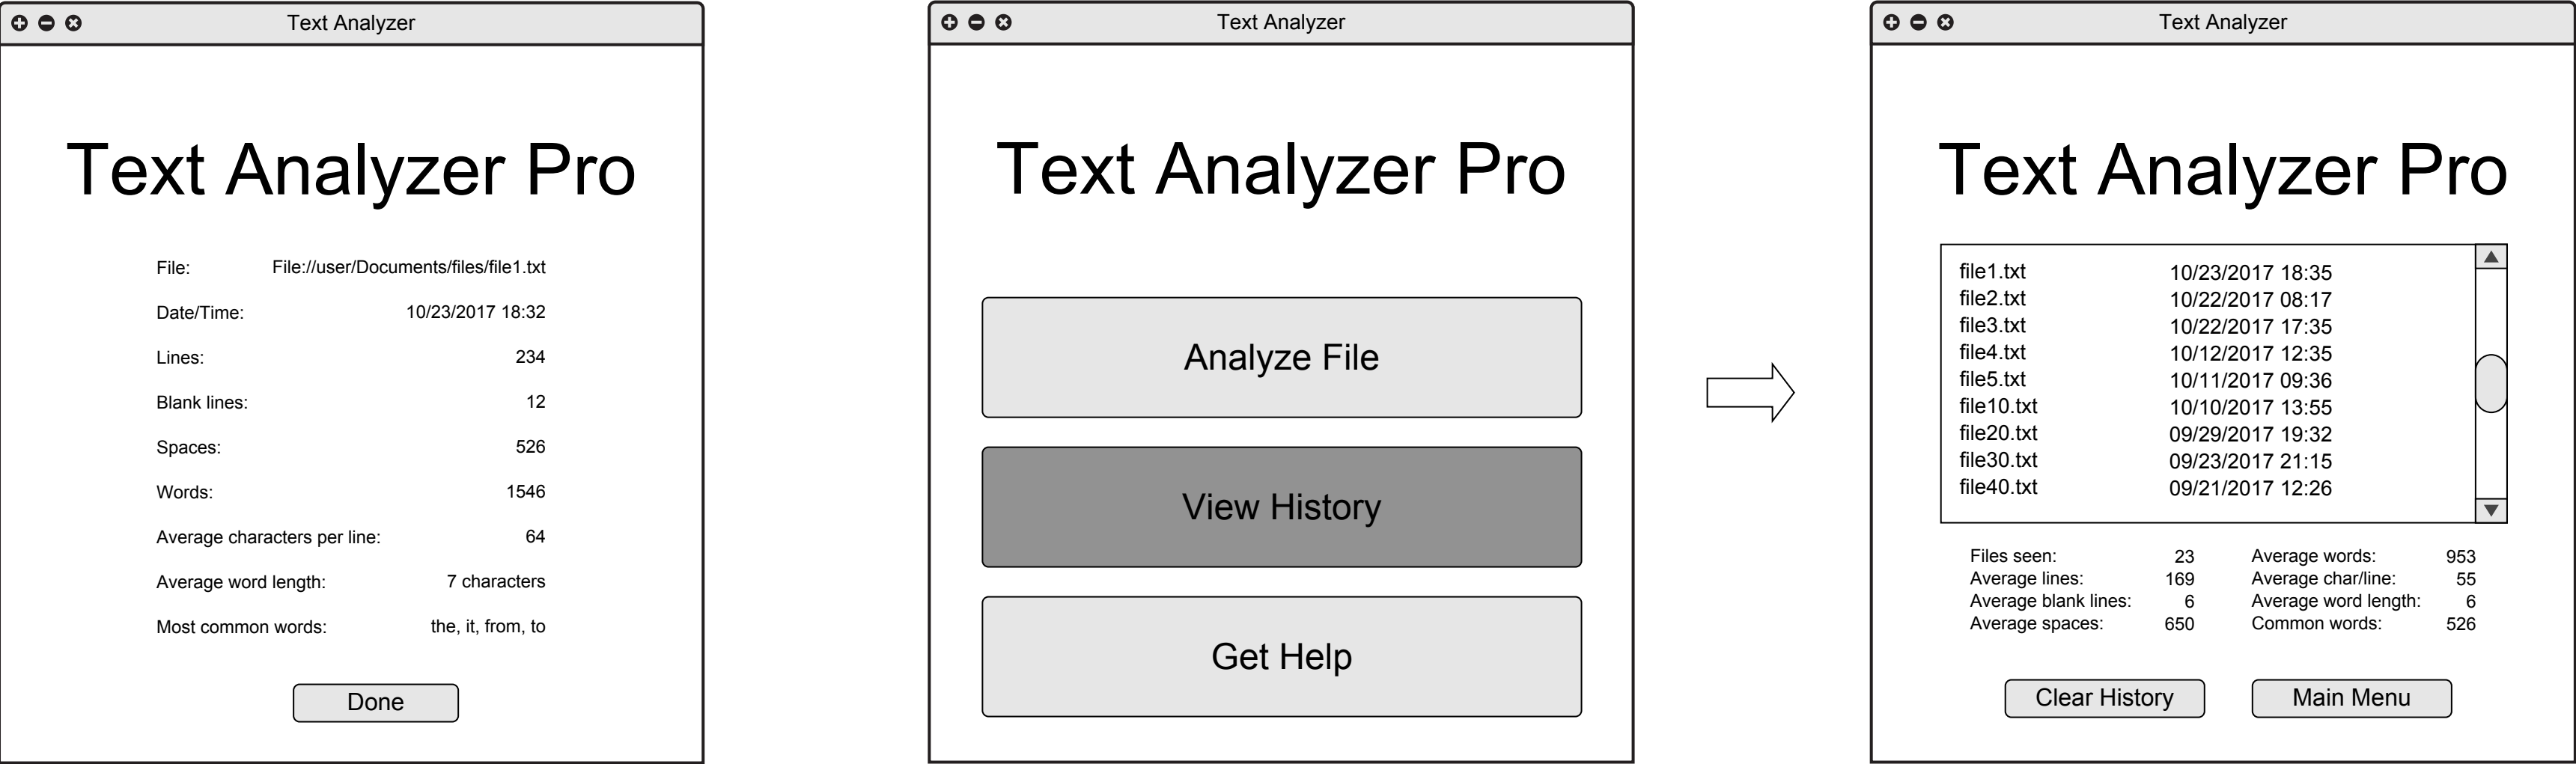 Text Analyzer
Text Analyzer Pro
File: File://user/Documents/files/file1.txt
Date/Time: 10/23/2017 18:32
Lines: 234
Blank lines: 12
Spaces: 526
Words: 1546
Average characters per line: 64
Average word length: 7 characters
Most common words: the, it, from, to
Done
Text Analyzer
Text Analyzer Pro
Analyze File
View History
Get Help
Text Analyzer
Text Analyzer Pro
file1.txt 10/23/2017 18:35
file2.txt 10/22/2017 08:17
file3.txt 10/22/2017 17:35
file4.txt 10/12/2017 12:35
file5.txt 10/11/2017 09:36
file10.txt 10/10/2017 13:55
file20.txt 09/29/2017 19:32
file30.txt 09/23/2017 21:15
file40.txt 09/21/2017 12:26
Files seen: 23 Average words: 953
Average lines: 169 Average char/line: 55
Average blank lines: 6 Average word length: 6
Average spaces: 650 Common words: 526
Clear History Main Menu